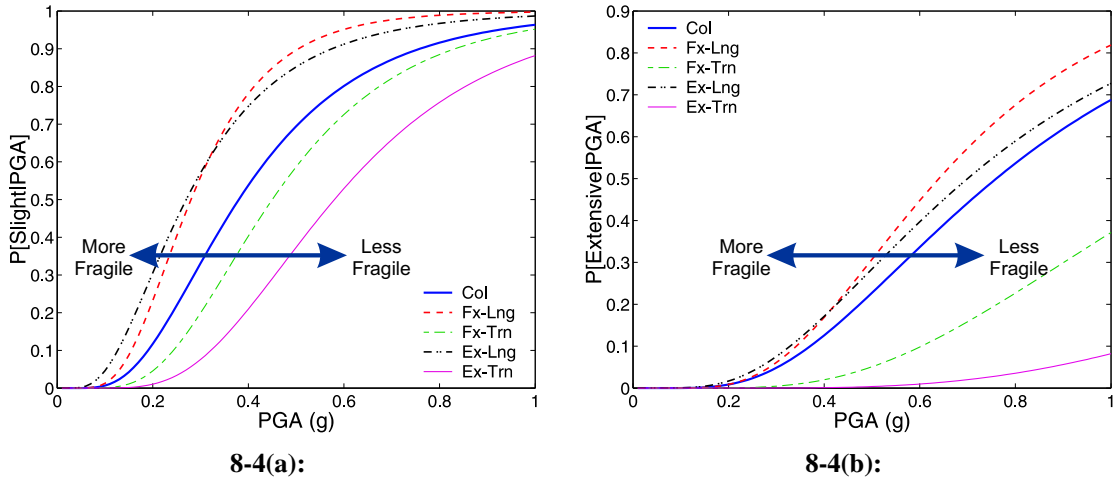 1
0.9
0.8
0.7
0.6
0.5
0.4
0.3
0.2
0.1
0
P[Slight|PGA]
More
Fragile
Less
Fragile
Col
Fx-Lng
Fx-Trn
Ex-Lng
Ex-Trn
0 0.2 0.4 0.6 0.8 1
PGA (g)
8-4(a):
0.9
0.8
0.7
0.6
0.5
0.4
0.3
0.2
0.1
0
P[Extensive|PGA]
Col
Fx-Lng
Fx-Trn
Ex-Lng
Ex-Trn
More
Fragile
Less
Fragile
0 0.2 0.4 0.6 0.8 1
PGA (g)
8-4(b):